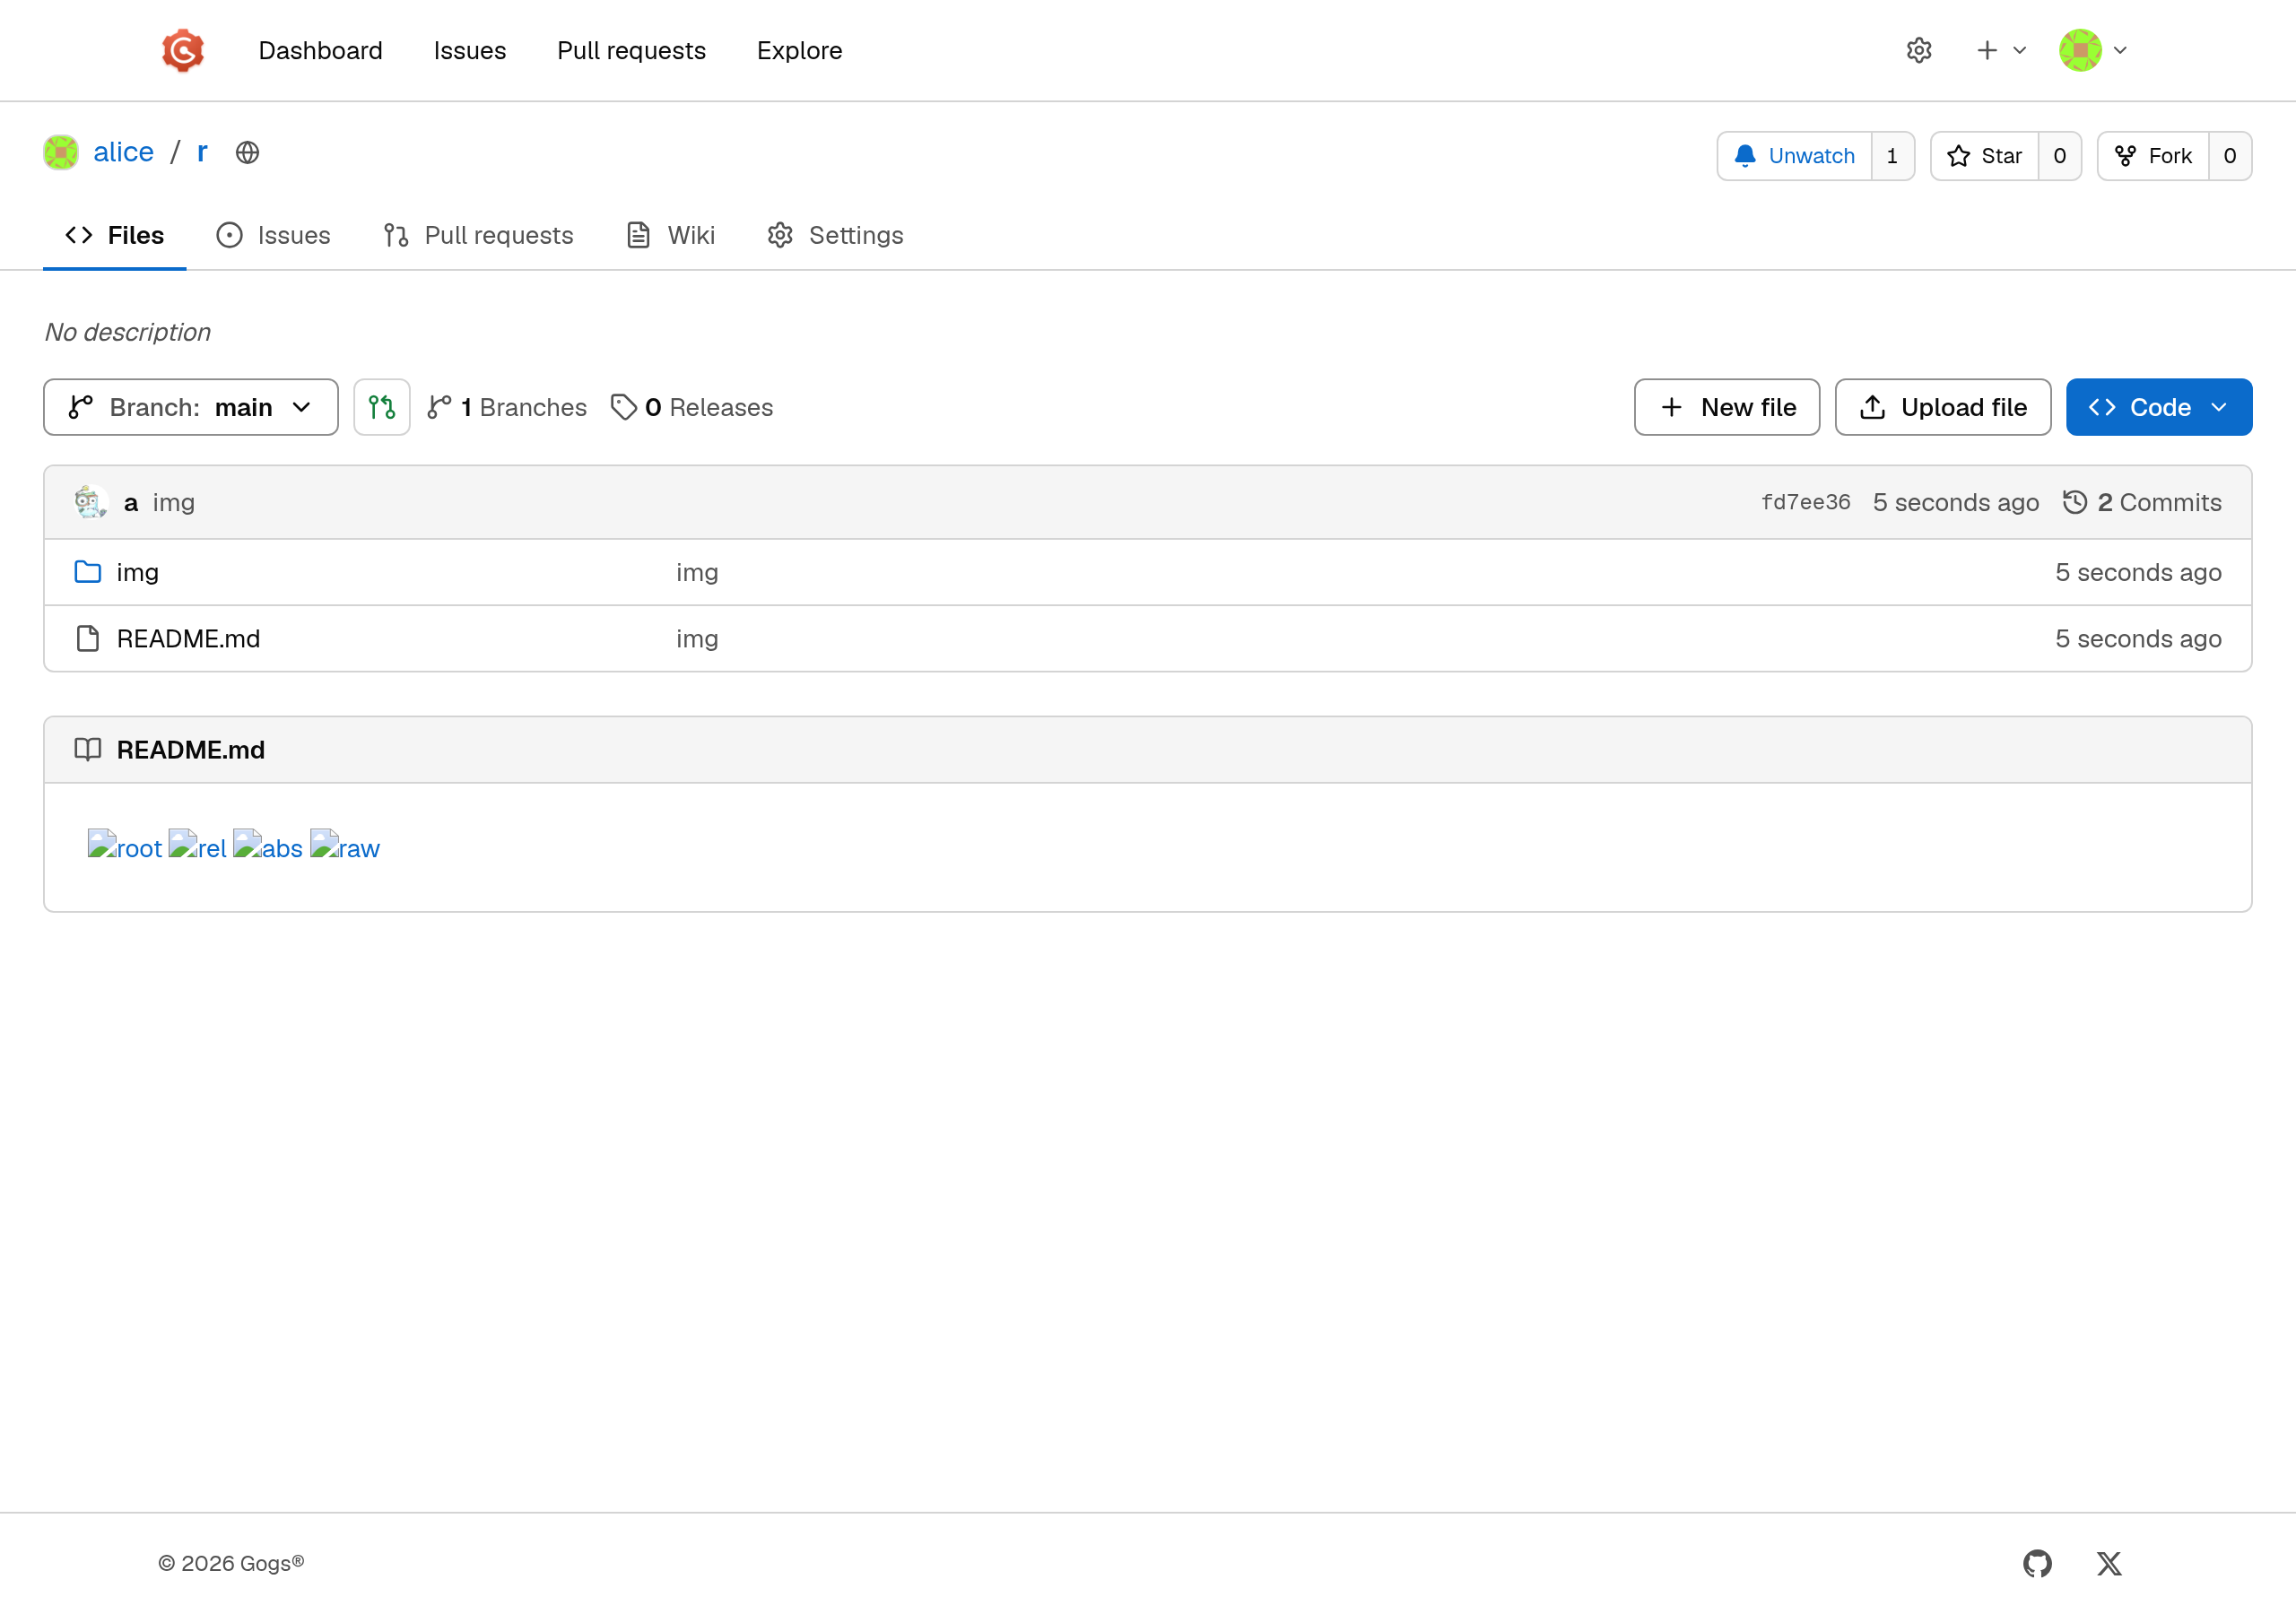 Dashboard Issues Pull requests Explore
alice / r
Unwatch 1 Star 0 Fork 0
Files Issues Pull requests Wiki Settings
No description
Branch: main 1 Branches 0 Releases New file Upload file Code
a img fd7ee36 5 seconds ago 2 Commits
img img 5 seconds ago
README.md img 5 seconds ago
README.md
root rel abs raw
© 2026 Gogs®